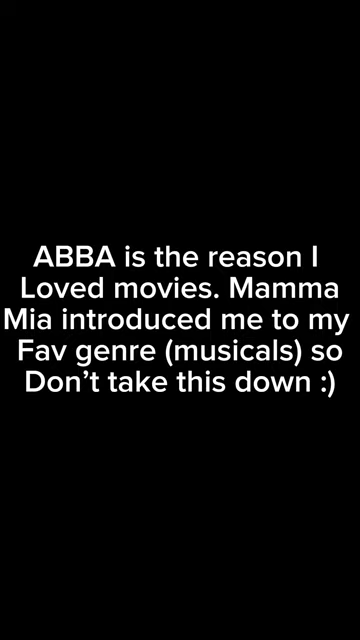 ABBA is the reason I
Loved movies. Mamma
Mia introduced me to my
Fav genre (musicals) so
Don’t take this down :)